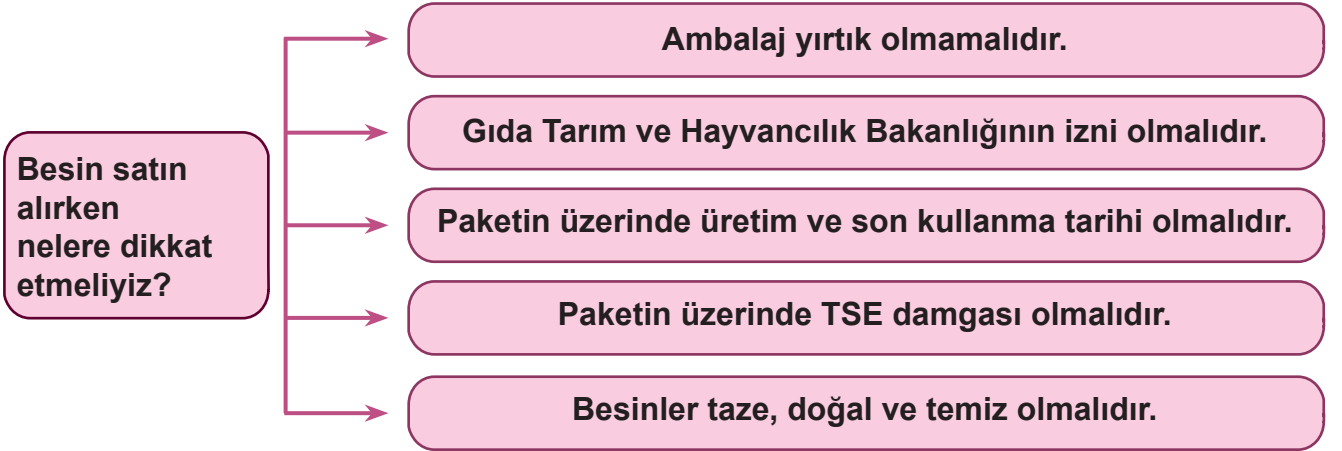 Besin satın
alırken
nelere dikkat
etmeliyiz?
Ambalaj yırtık olmamalıdır.
Gıda Tarım ve Hayvancılık Bakanlığının izni olmalıdır.
Paketin üzerinde üretim ve son kullanma tarihi olmalıdır.
Paketin üzerinde TSE damgası olmalıdır.
Besinler taze, doğal ve temiz olmalıdır.